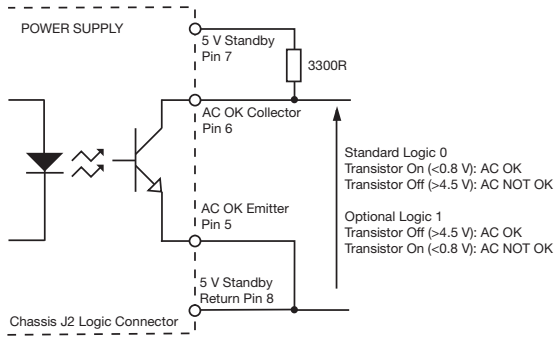 POWER SUPPLY
5 V Standby
Pin 7
3300R
AC OK Collector
Pin 6
Standard Logic 0
Transistor On (<0.8 V): AC OK
Transistor Off (>4.5 V): AC NOT OK
Optional Logic 1
Transistor Off (>4.5 V): AC OK
Transistor On (<0.8 V): AC NOT OK
AC OK Emitter
Pin 5
5 V Standby
Return Pin 8
Chassis J2 Logic Connector